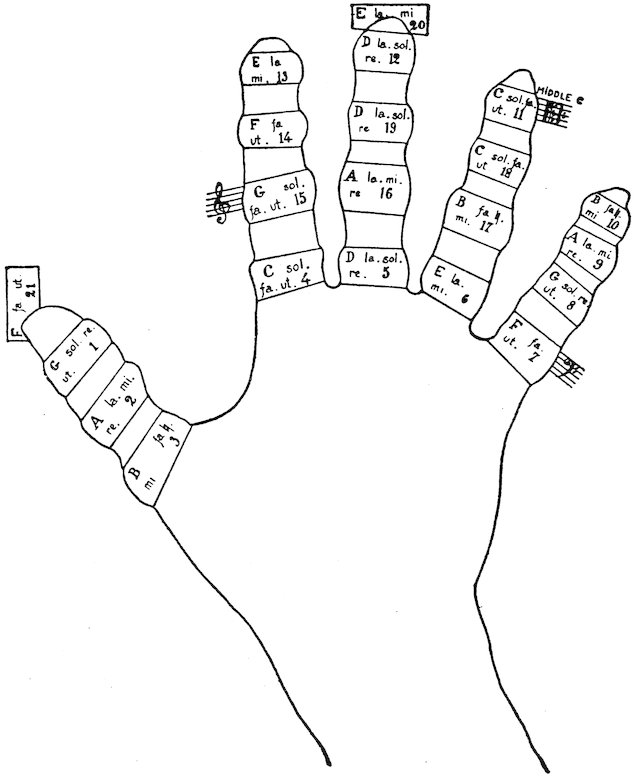 F fa ut
21
G sol. re.
ut. 1
A la. mi.
re. 2
B fa ♮.
mi 3
E la
mi. 13
F fa
ut. 14
G sol.
fa. ut. 15
C sol.
fa. ut. 4
E la. mi
20
D la. sol.
re. 12
D la. sol.
re 19
A la. mi.
re 16
D la. sol.
re. 5
MIDDLE C
C sol. fa.
ut. 11
C sol. fa.
ut 18
B fa ♮.
mi. 17
E la.
mi. 6
B fa ♮.
mi 10
A la mi
re. 9
G sol. re
ut. 8
F fa.
ut. 7